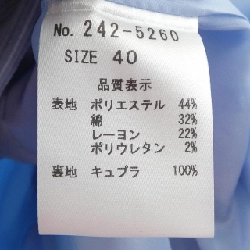 No. 242-5260
SIZE 40
品質表示
表地 ポリエステル 44%
綿 32%
レーヨン 22%
ポリウレタン 2%
裏地 キュプラ 100%